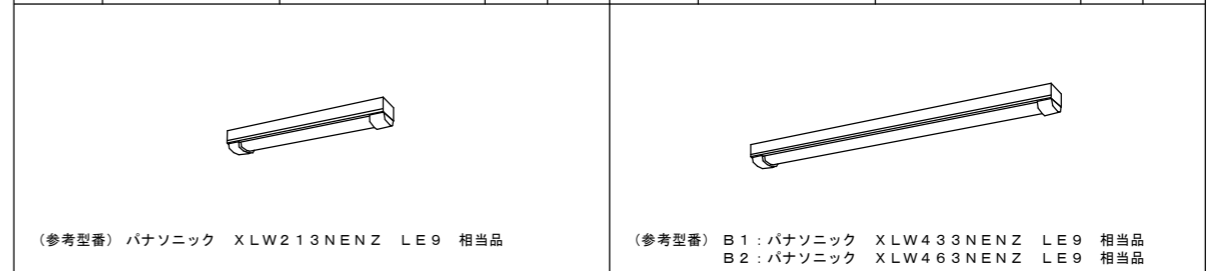 （参考型番） パナソニック　ＸＬＷ２１３ＮＥＮＺ　ＬＥ９　相当品
（参考型番） Ｂ１：パナソニック　ＸＬＷ４３３ＮＥＮＺ　ＬＥ９　相当品
Ｂ２：パナソニック　ＸＬＷ４６３ＮＥＮＺ　ＬＥ９　相当品